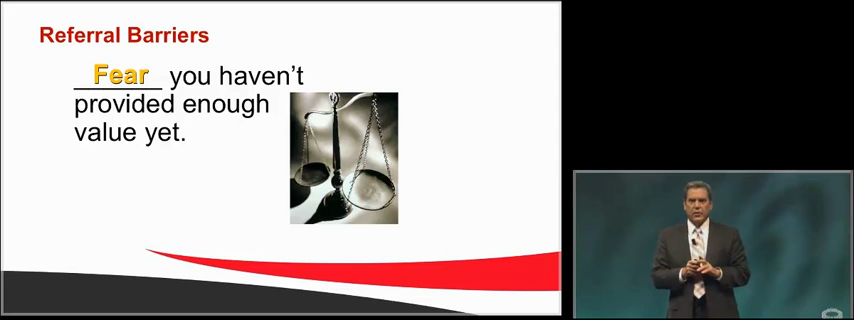 Referral Barriers
Fear you haven't
provided enough
value yet.